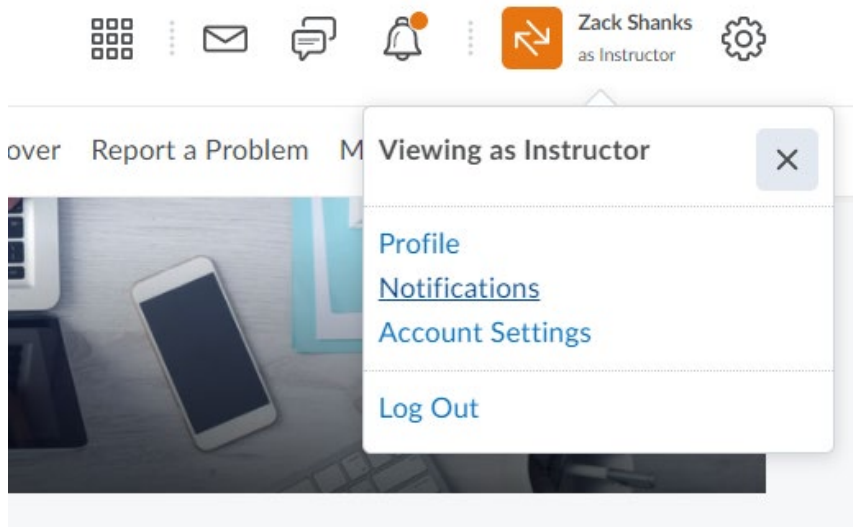 Zack Shanks
as Instructor
over Report a Problem M
Viewing as Instructor
Profile
Notifications
Account Settings
Log Out